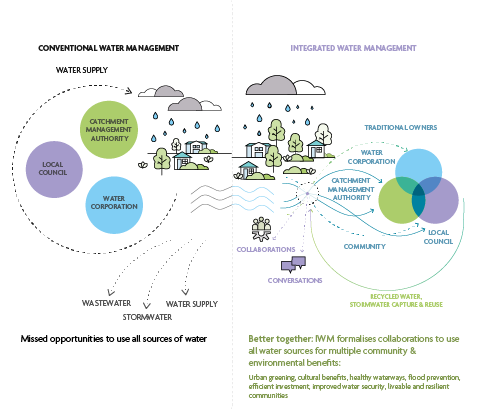 CONVENTIONAL WATER MANAGEMENT
WATER SUPPLY
CATCHMENT
MANAGEMENT
AUTHORITY
LOCAL
COUNCIL
WATER
CORPORATION
WASTEWATER
STORMWATER
WATER SUPPLY
Missed opportunities to use all sources of water
INTEGRATED WATER MANAGEMENT
TRADITIONAL OWNERS
WATER
CORPORATION
CATCHMENT
MANAGEMENT
AUTHORITY
LOCAL
COUNCIL
COMMUNITY
COLLABORATIONS
CONVERSATIONS
RECYCLED WATER,
STORMWATER CAPTURE & REUSE
Better together: IWM formalises collaborations to use
all water sources for multiple community &
environmental benefits:
Urban greening, cultural benefits, healthy waterways, flood prevention,
efficient investment, improved water security, liveable and resilient
communities